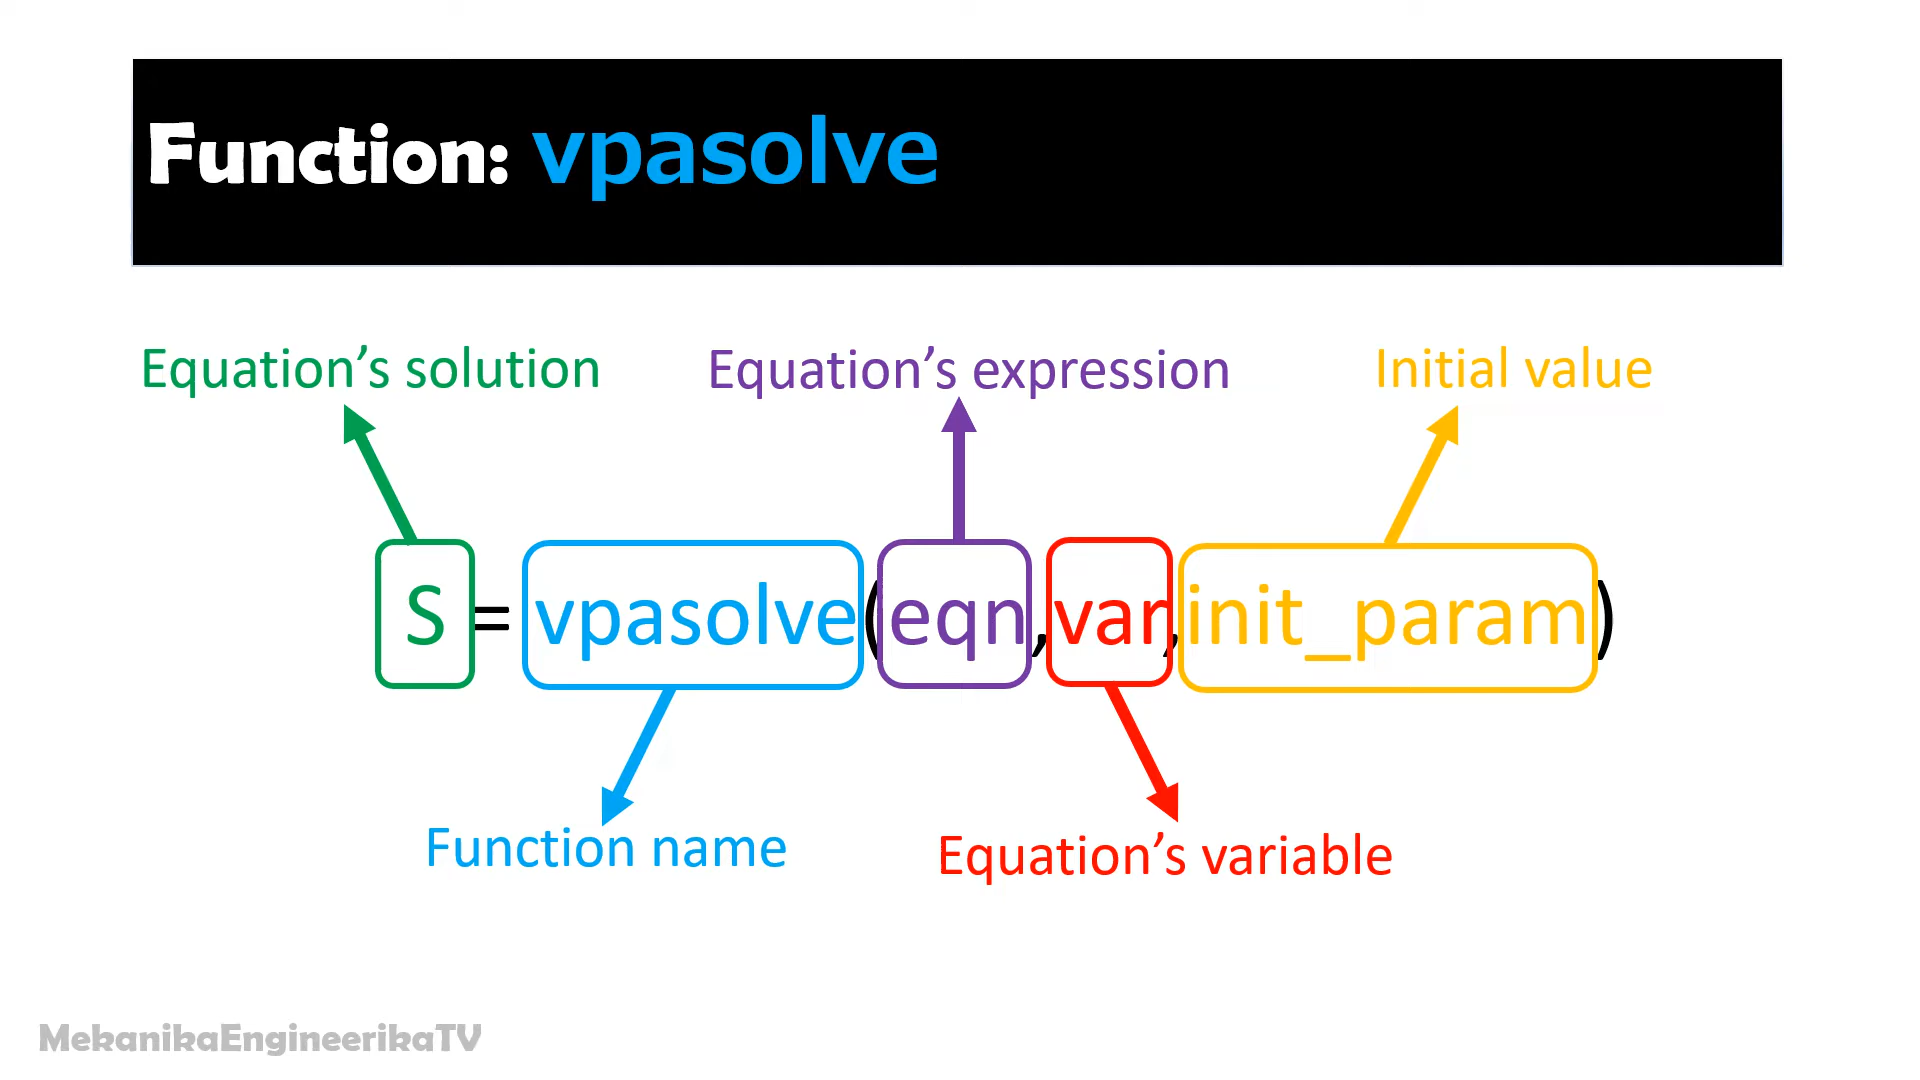 Function: vpasolve
Equation’s solution
Equation’s expression
Initial value
S = vpasolve(eqn,var,init_param)
Function name
Equation’s variable
MekanikaEngineerikaTV